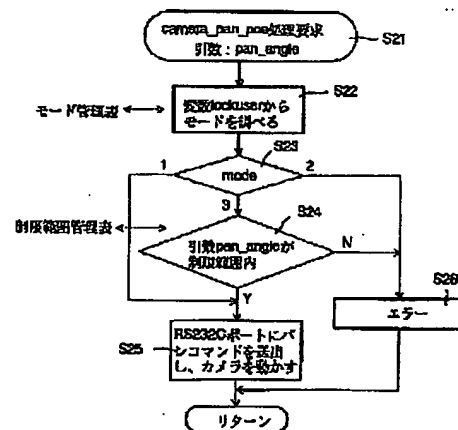 camera_pan_pos処理要求
引数：pan_angle
S21
S22
変数lockuserから
モードを調べる
モード管理表
S23
1
mode
2
3
S24
制限範囲管理表
引数pan_angleが
制限範囲内
N
Y
S26
エラー
RS232Cポートにパ
ンコマンドを送出
し、カメラを動かす
S25
リターン